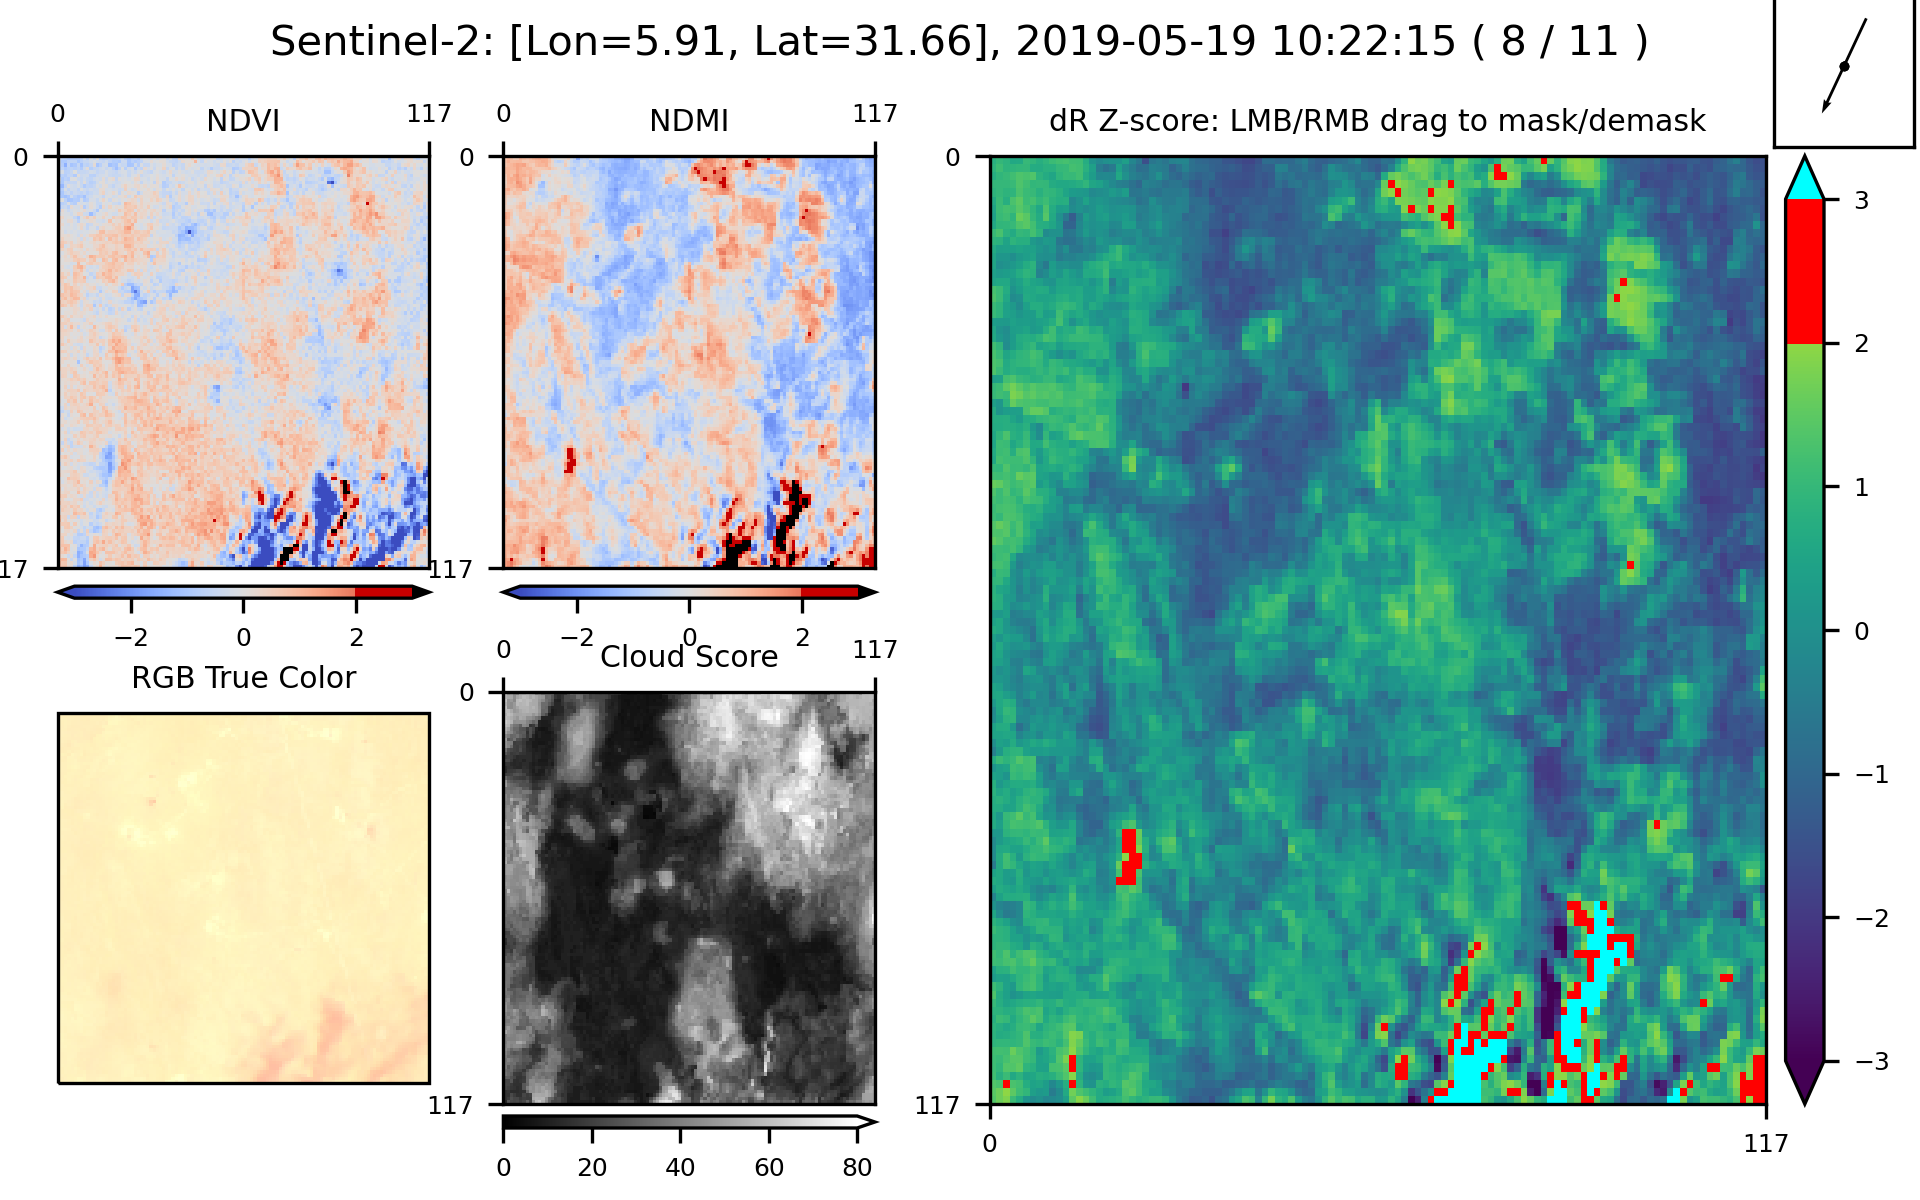 Sentinel-2: [Lon=5.91, Lat=31.66], 2019-05-19 10:22:15 ( 8 / 11 )
0 NDVI 117
0
17
−2 0 2
0 NDMI 117
0
117
−2 0 2
RGB True Color
0 Cloud Score 117
0
117
0 20 40 60 80
dR Z-score: LMB/RMB drag to mask/demask
0
117
0 117
3
2
1
0
−1
−2
−3